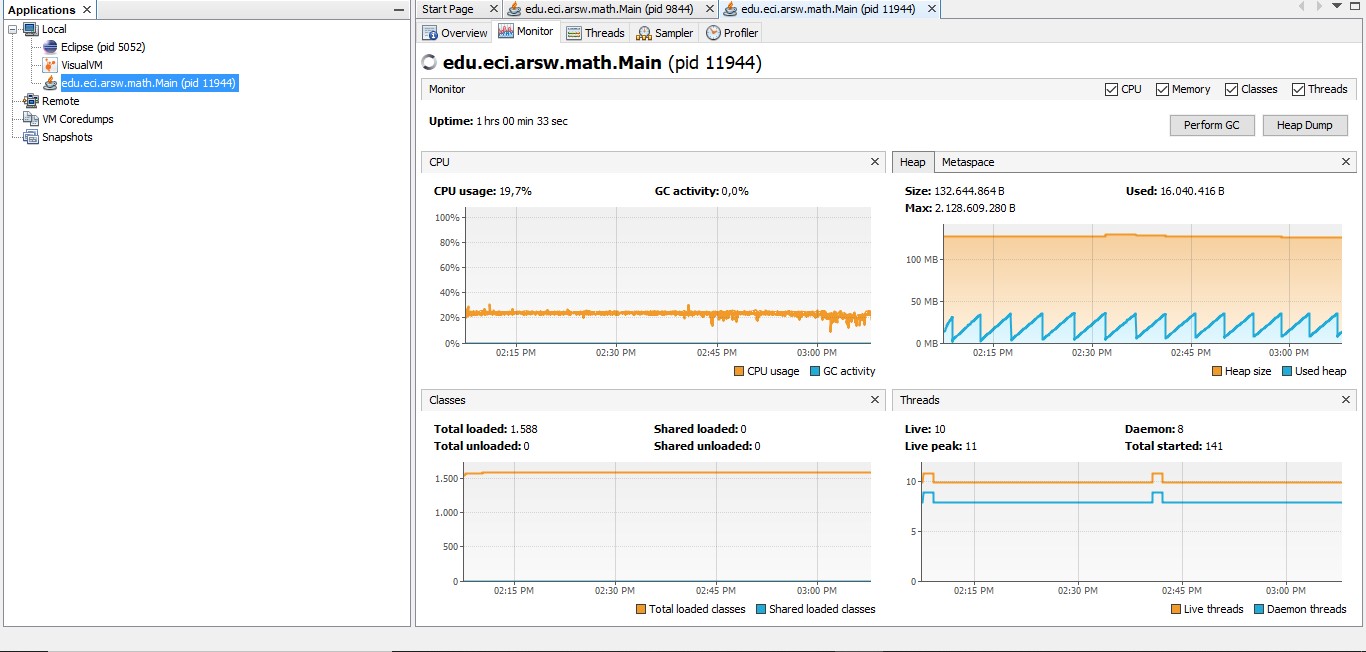 Applications
Local
Eclipse (pid 5052)
VisualVM
edu.eci.arsw.math.Main (pid 11944)
Remote
VM Coredumps
Snapshots
Start Page edu.eci.arsw.math.Main (pid 9844) edu.eci.arsw.math.Main (pid 11944)
Overview Monitor Threads Sampler Profiler
edu.eci.arsw.math.Main (pid 11944)
Monitor CPU Memory Classes Threads
Uptime: 1 hrs 00 min 33 sec
Perform GC Heap Dump
CPU
CPU usage: 19,7% GC activity: 0,0%
100%
80%
60%
40%
20%
0%
02:15 PM 02:30 PM 02:45 PM 03:00 PM
CPU usage GC activity
Heap Metaspace
Size: 132.644.864 B Used: 16.040.416 B
Max: 2.128.609.280 B
100 MB
50 MB
0 MB
02:15 PM 02:30 PM 02:45 PM 03:00 PM
Heap size Used heap
Classes
Total loaded: 1.588 Shared loaded: 0
Total unloaded: 0 Shared unloaded: 0
1.500
1.000
500
0
02:15 PM 02:30 PM 02:45 PM 03:00 PM
Total loaded classes Shared loaded classes
Threads
Live: 10 Daemon: 8
Live peak: 11 Total started: 141
10
5
0
02:15 PM 02:30 PM 02:45 PM 03:00 PM
Live threads Daemon threads